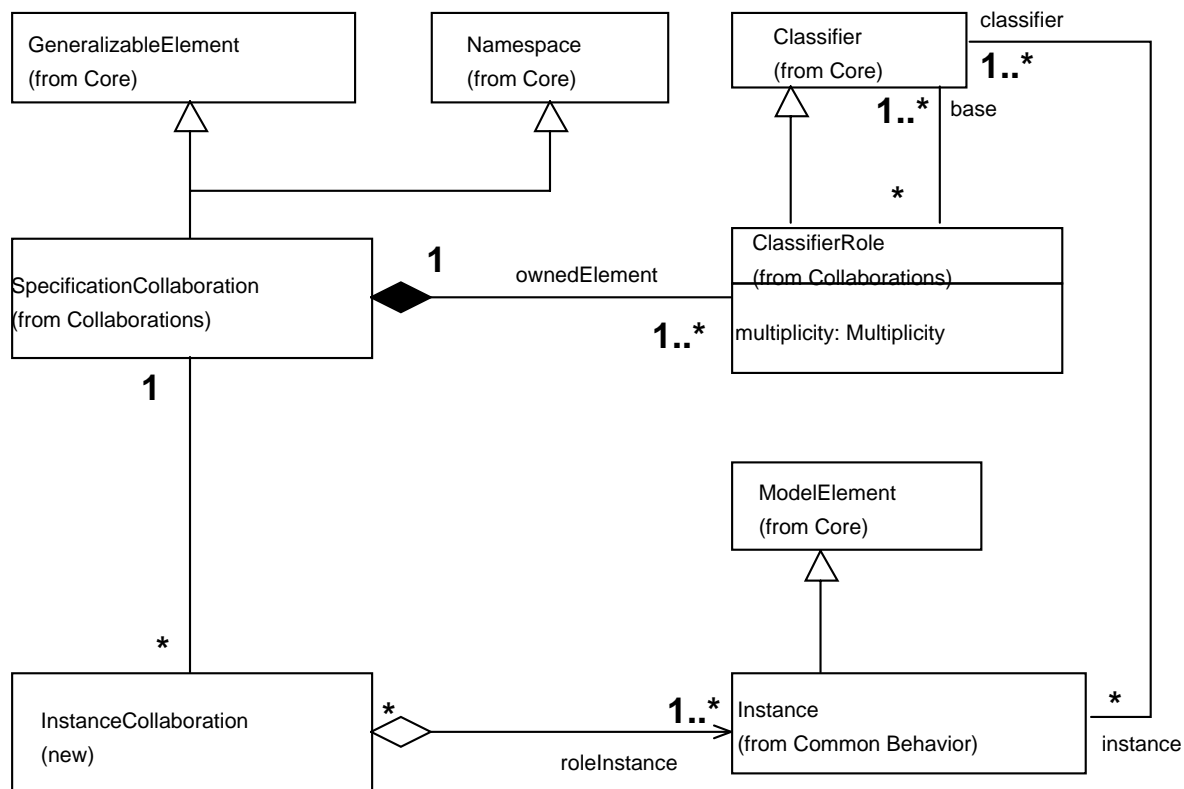 GeneralizableElement
(from Core)
Namespace
(from Core)
Classifier
(from Core)
classifier
1..*
1..*
base
*
SpecificationCollaboration
(from Collaborations)
1
ownedElement
1..*
ClassifierRole
(from Collaborations)
multiplicity: Multiplicity
1
ModelElement
(from Core)
*
InstanceCollaboration
(new)
*
1..*
roleInstance
Instance
(from Common Behavior)
*
instance